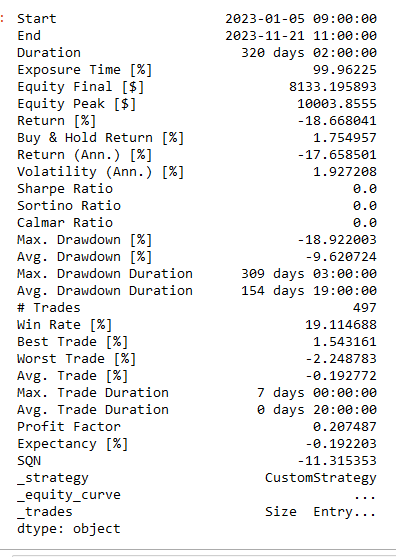 : Start 2023-01-05 09:00:00
End 2023-11-21 11:00:00
Duration 320 days 02:00:00
Exposure Time [%] 99.96225
Equity Final [$] 8133.195893
Equity Peak [$] 10003.8555
Return [%] -18.668041
Buy & Hold Return [%] 1.754957
Return (Ann.) [%] -17.658501
Volatility (Ann.) [%] 1.927208
Sharpe Ratio 0.0
Sortino Ratio 0.0
Calmar Ratio 0.0
Max. Drawdown [%] -18.922003
Avg. Drawdown [%] -9.620724
Max. Drawdown Duration 309 days 03:00:00
Avg. Drawdown Duration 154 days 19:00:00
# Trades 497
Win Rate [%] 19.114688
Best Trade [%] 1.543161
Worst Trade [%] -2.248783
Avg. Trade [%] -0.192772
Max. Trade Duration 7 days 00:00:00
Avg. Trade Duration 0 days 20:00:00
Profit Factor 0.207487
Expectancy [%] -0.192203
SQN -11.315353
_strategy CustomStrategy
_equity_curve ...
_trades Size Entry...
dtype: object